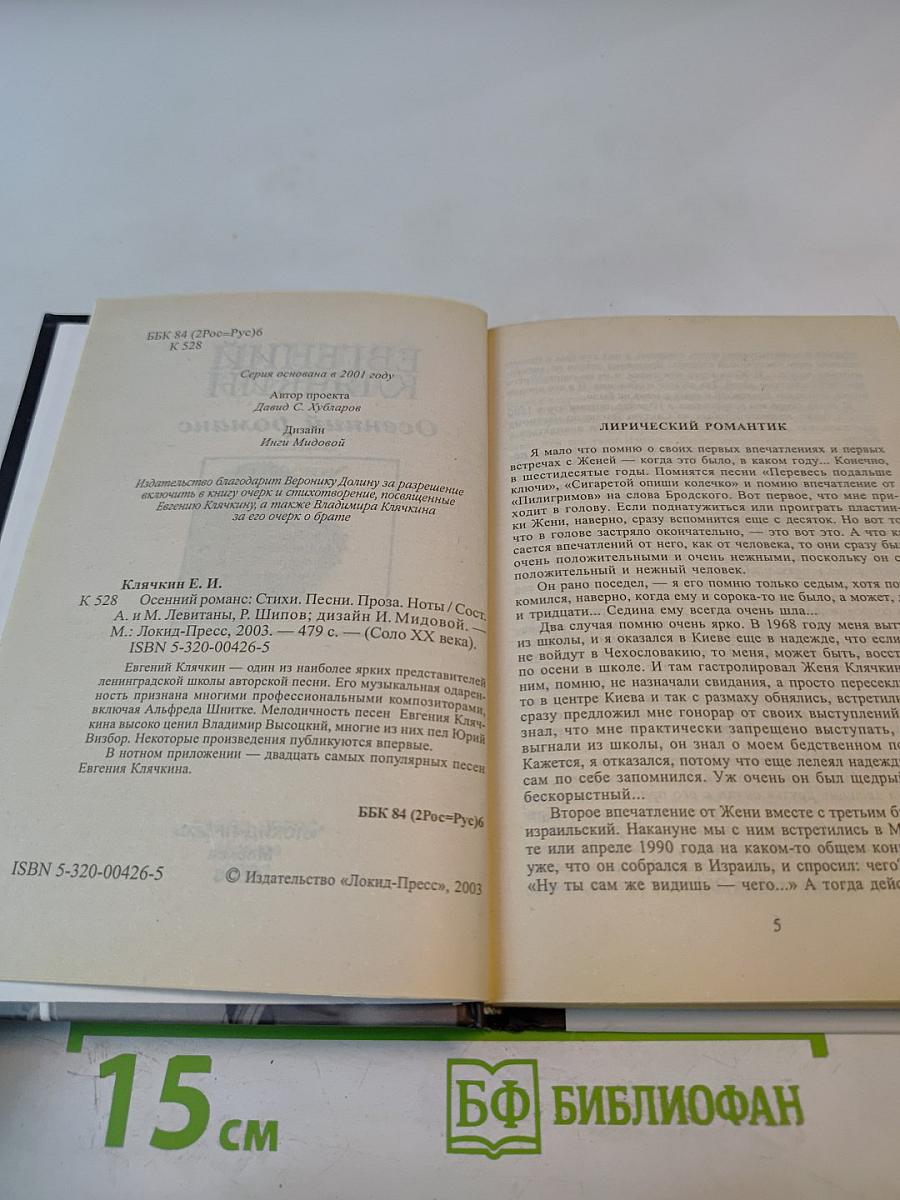 ББК 84 (2Рос=Рус)6
К 528
Серия основана в 2001 году
Автор проекта
Давид С. Хубларов
Дизайн
Инги Мидовой
Издательство благодарит Веронику Долину за разрешение
включить в книгу очерк и стихотворение, посвященные
Евгению Клячкину, а также Владимира Клячкина
за его очерк о брате
Клячкин Е. И.
К 528 Осенний романс: Стихи. Песни. Проза. Ноты / Сост.
А. и М. Левитаны, Р. Шипов; дизайн И. Мидовой. —
М.: Локид-Пресс, 2003. — 479 с. — (Соло XX века).
ISBN 5-320-00426-5
Евгений Клячкин — один из наиболее ярких представителей
ленинградской школы авторской песни. Его музыкальная одарен-
ность признана многими профессиональными композиторами,
включая Альфреда Шнитке. Мелодичность песен Евгения Кляч-
кина высоко ценил Владимир Высоцкий, многие из них пел Юрий
Визбор. Некоторые произведения публикуются впервые.
В нотном приложении — двадцать самых популярных песен
Евгения Клячкина.
ББК 84 (2Рос=Рус)6
ISBN 5-320-00426-5
© Издательство «Локид-Пресс», 2003
ЛИРИЧЕСКИЙ РОМАНТИК
Я мало что помню о своих первых впечатлениях и первых
встречах с Женей — когда это было, в каком году... Конечно,
в шестидесятые годы. Помнятся песни «Перевесь подальше
ключи», «Сигаретой опиши колечко» и помню впечатление от
«Пилигримов» на слова Бродского. Вот первое, что мне при-
ходит в голову. Если поднатужиться или проиграть пластин-
ки Жени, наверно, сразу вспомнится еще с десяток. Но вот то
что в голове застряло окончательно, — это вот это. А что ка
сается впечатлений от него, как от человека, то они сразу бы
очень положительными и очень нежными, поскольку он с
положительный и нежный человек.
Он рано поседел, — я его помню только седым, хотя по
комился, наверно, когда ему и сорока-то не было, а может,
и тридцати... Седина ему всегда очень шла...
Два случая помню очень ярко. В 1968 году меня выг
из школы, и я оказался в Киеве еще в надежде, что если
не войдут в Чехословакию, то меня, может быть, восст
по осени в школе. И там гастролировал Женя Клячкин
ним, помню, не назначали свидания, а просто пересекл
то в центре Киева и так с размаху обнялись, встретили
сразу предложил мне гонорар от своих выступлений
знал, что мне практически запрещено выступать,
выгнали из школы, он знал о моем бедственном по
Кажется, я отказался, потому что еще лелеял надежду
сам по себе запомнился. Уж очень он был щедрый
бескорыстный...
Второе впечатление от Жени вместе с третьим б
израильский. Накануне мы с ним встретились в М
те или апреле 1990 года на каком-то общем кон
уже, что он собрался в Израиль, и спросил: чего?
«Ну ты сам же видишь — чего...» А тогда дейс
5
15 см
БФ БИБЛИОФАН